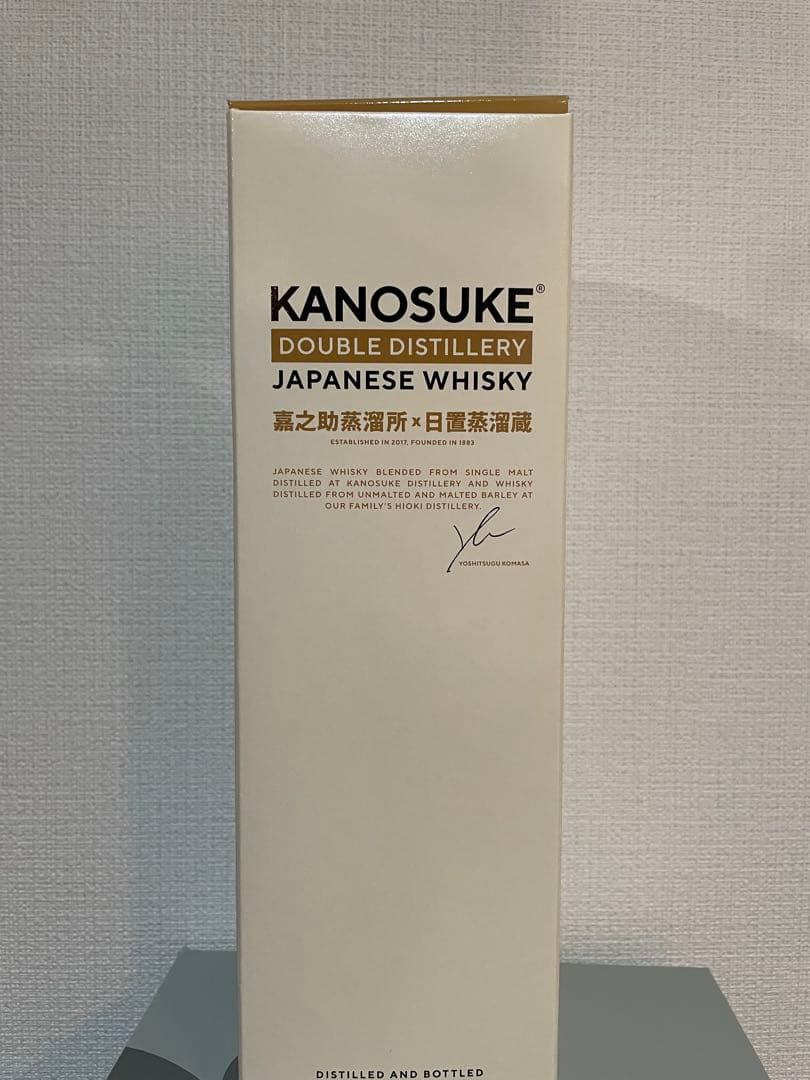 KANOSUKE®
DOUBLE DISTILLERY
JAPANESE WHISKY
嘉之助蒸溜所×日置蒸溜蔵
ESTABLISHED IN 2017, FOUNDED IN 1883
JAPANESE WHISKY BLENDED FROM SINGLE MALT
DISTILLED AT KANOSUKE DISTILLERY AND WHISKY
DISTILLED FROM UNMALTED AND MALTED BARLEY AT
OUR FAMILY'S HIOKI DISTILLERY.
YOSHITSUGU KOMASA
DISTILLED AND BOTTLED